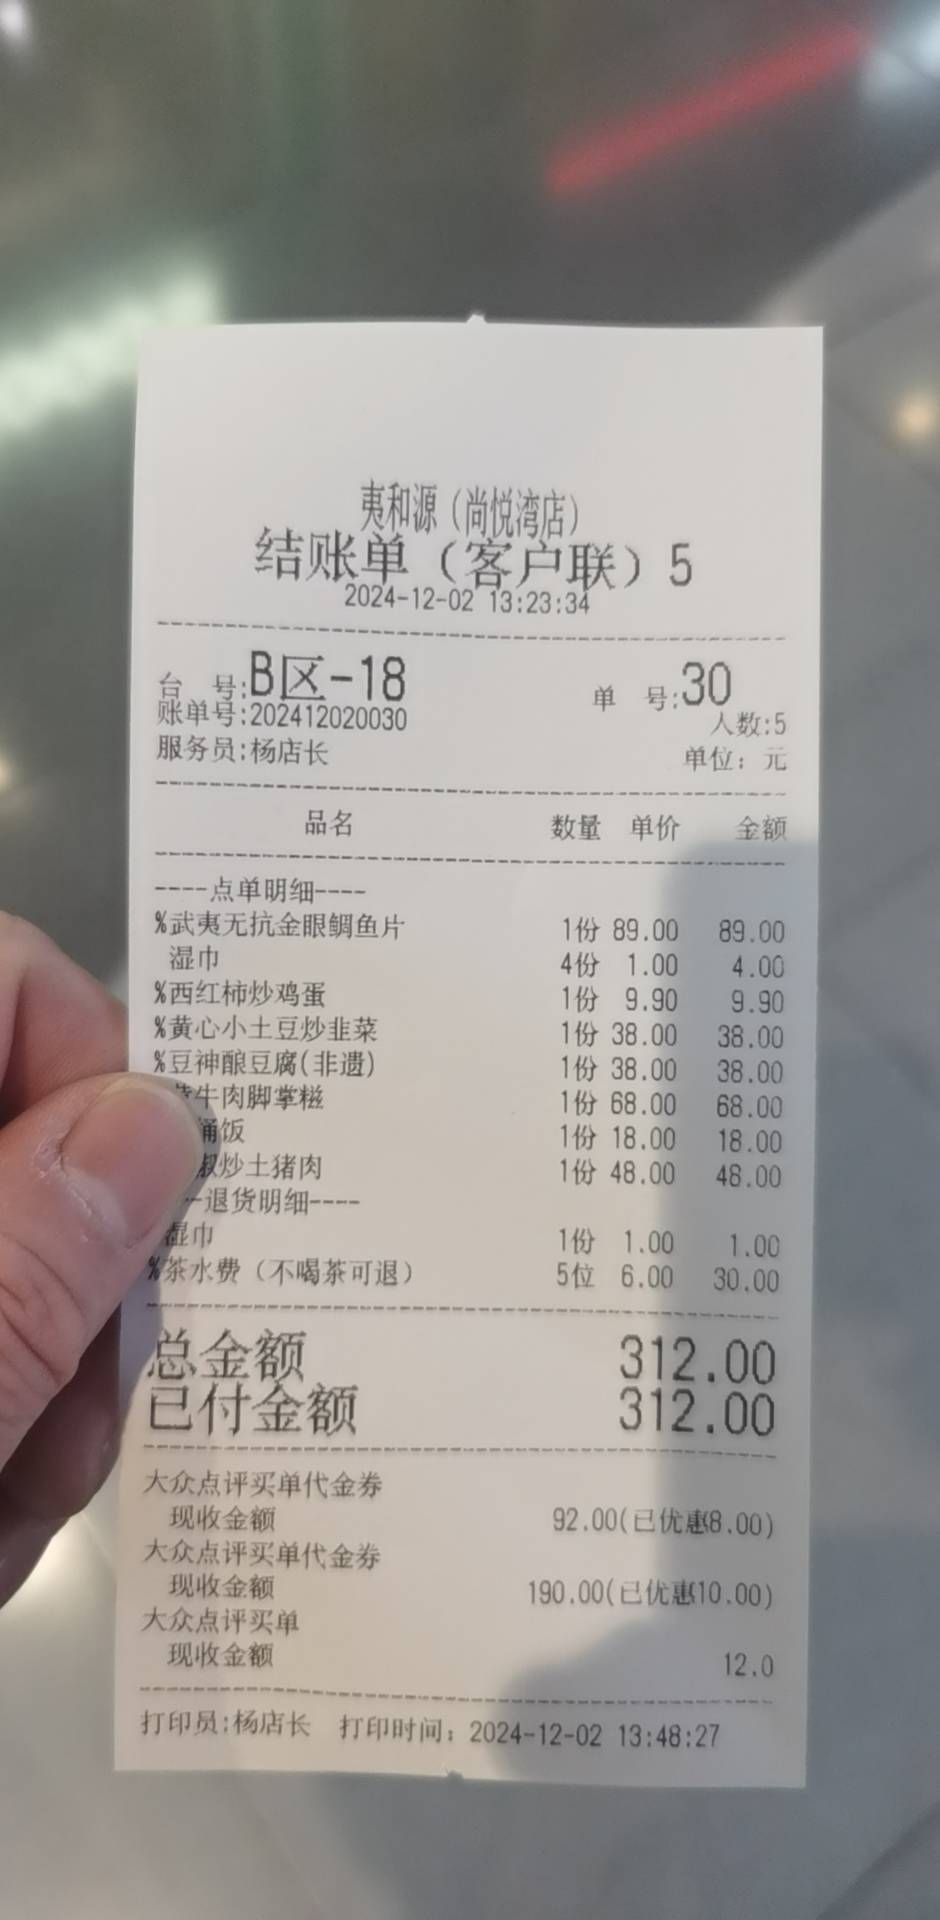 夷和源（尚悦湾店）
结账单（客户联）5
2024-12-02 13:23:34
台 号:B区-18 单 号:30
账单号:202412020030 人数:5
服务员:杨店长 单位：元
品名 数量 单价 金额
----点单明细----
%武夷无抗金眼鲷鱼片 1份 89.00 89.00
湿巾 4份 1.00 4.00
%西红柿炒鸡蛋 1份 9.90 9.90
%黄心小土豆炒韭菜 1份 38.00 38.00
%豆神酿豆腐(非遗) 1份 38.00 38.00
牛肉脚掌糍 1份 68.00 68.00
桶饭 1份 18.00 18.00
椒炒土猪肉 1份 48.00 48.00
--退货明细----
湿巾 1份 1.00 1.00
%茶水费（不喝茶可退） 5位 6.00 30.00
总金额 312.00
已付金额 312.00
大众点评买单代金券
现收金额 92.00(已优惠8.00)
大众点评买单代金券
现收金额 190.00(已优惠10.00)
大众点评买单
现收金额 12.0
打印员:杨店长 打印时间：2024-12-02 13:48:27